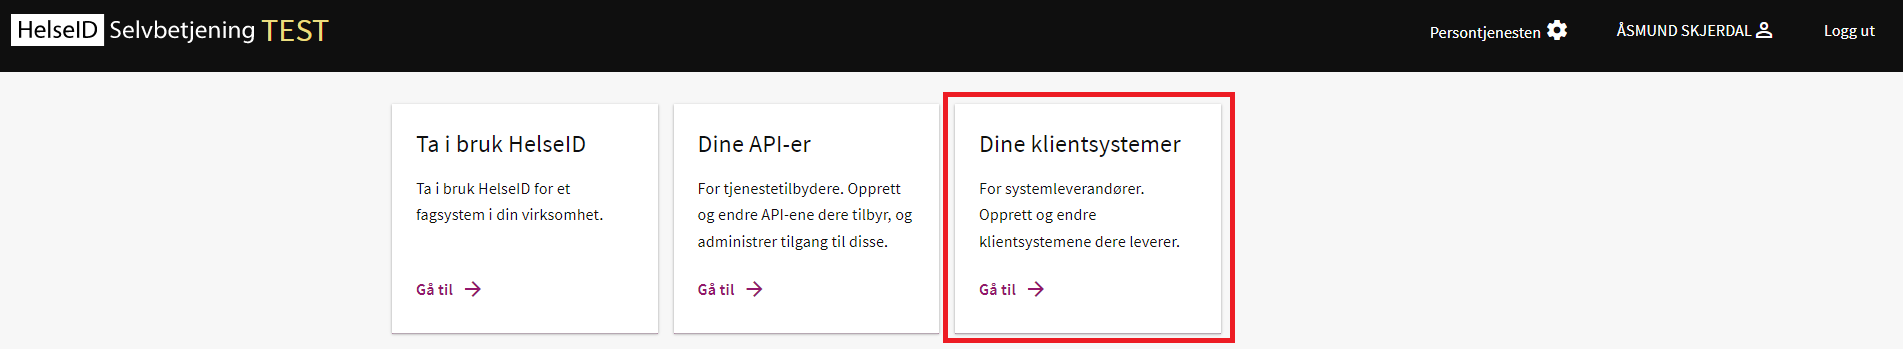 HelseID Selvbetjening TEST
Persontjenesten
ÅSMUND SKJERDAL
Logg ut
Ta i bruk HelseID
Ta i bruk HelseID for et
fagsystem i din virksomhet.
Gå til
Dine API-er
For tjenestetilbydere. Opprett
og endre API-ene dere tilbyr, og
administrer tilgang til disse.
Gå til
Dine klientsystemer
For systemleverandører.
Opprett og endre
klientsystemene dere leverer.
Gå til